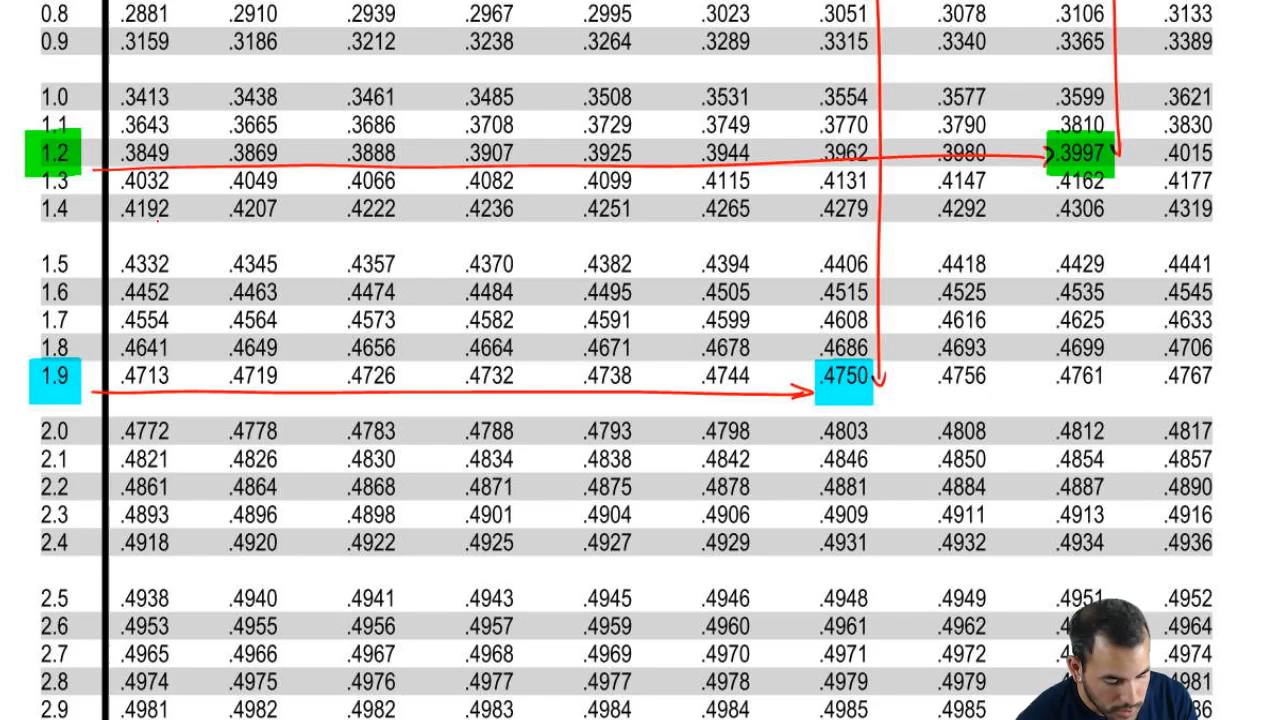 0.8 .2881 .2910 .2939 .2967 .2995 .3023 .3051 .3078 .3106 .3133
0.9 .3159 .3186 .3212 .3238 .3264 .3289 .3315 .3340 .3365 .3389
1.0 .3413 .3438 .3461 .3485 .3508 .3531 .3554 .3577 .3599 .3621
1.1 .3643 .3665 .3686 .3708 .3729 .3749 .3770 .3790 .3810 .3830
1.2 .3849 .3869 .3888 .3907 .3925 .3944 .3962 .3980 .3997 .4015
1.3 .4032 .4049 .4066 .4082 .4099 .4115 .4131 .4147 .4162 .4177
1.4 .4192 .4207 .4222 .4236 .4251 .4265 .4279 .4292 .4306 .4319
1.5 .4332 .4345 .4357 .4370 .4382 .4394 .4406 .4418 .4429 .4441
1.6 .4452 .4463 .4474 .4484 .4495 .4505 .4515 .4525 .4535 .4545
1.7 .4554 .4564 .4573 .4582 .4591 .4599 .4608 .4616 .4625 .4633
1.8 .4641 .4649 .4656 .4664 .4671 .4678 .4686 .4693 .4699 .4706
1.9 .4713 .4719 .4726 .4732 .4738 .4744 .4750 .4756 .4761 .4767
2.0 .4772 .4778 .4783 .4788 .4793 .4798 .4803 .4808 .4812 .4817
2.1 .4821 .4826 .4830 .4834 .4838 .4842 .4846 .4850 .4854 .4857
2.2 .4861 .4864 .4868 .4871 .4875 .4878 .4881 .4884 .4887 .4890
2.3 .4893 .4896 .4898 .4901 .4904 .4906 .4909 .4911 .4913 .4916
2.4 .4918 .4920 .4922 .4925 .4927 .4929 .4931 .4932 .4934 .4936
2.5 .4938 .4940 .4941 .4943 .4945 .4946 .4948 .4949 .4951 .4952
2.6 .4953 .4955 .4956 .4957 .4959 .4960 .4961 .4962 .4964
2.7 .4965 .4966 .4967 .4968 .4969 .4970 .4971 .4972 .4974
2.8 .4974 .4975 .4976 .4977 .4977 .4978 .4979 .4979
2.9 .4981 .4982 .4982 .4983 .4984 .4984 .4985 .4985